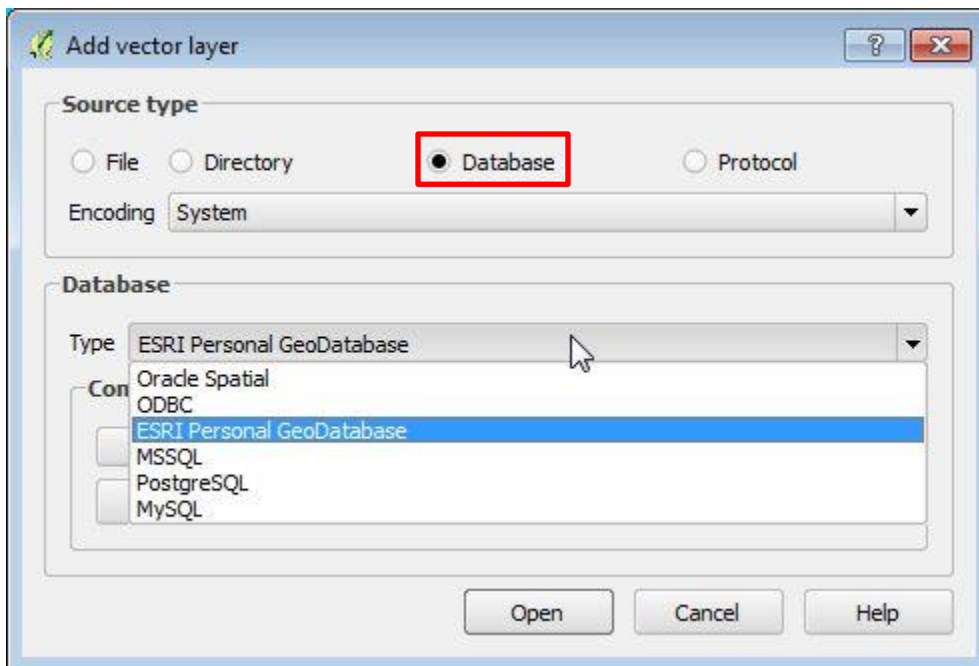 Add vector layer
Source type
File Directory Database Protocol
Encoding System
Database
Type ESRI Personal GeoDatabase
Oracle Spatial
ODBC
ESRI Personal GeoDatabase
MSSQL
PostgreSQL
MySQL
Open Cancel Help